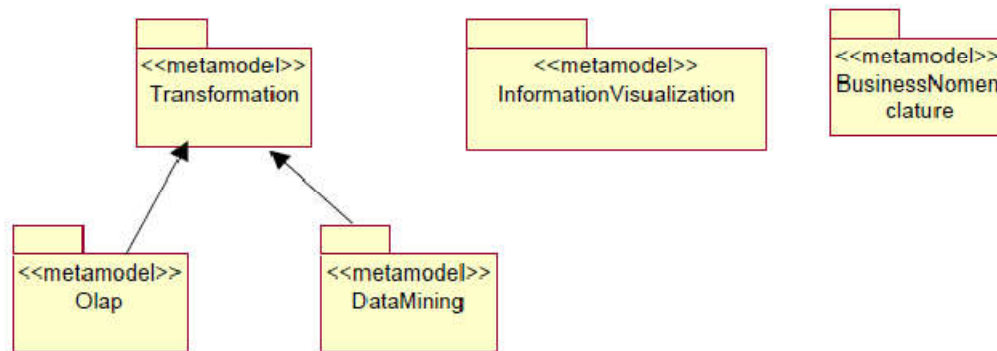 <<metamodel>>
Transformation
<<metamodel>>
InformationVisualization
<<metamodel>>
BusinessNomen
clature
<<metamodel>>
Olap
<<metamodel>>
DataMining